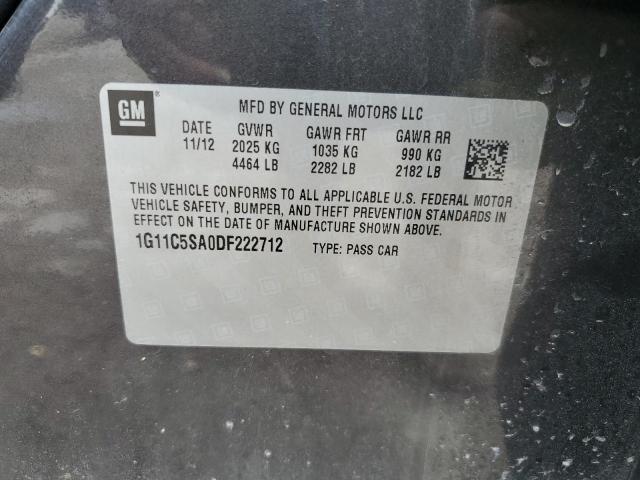 GM
MFD BY GENERAL MOTORS LLC
DATE GVWR GAWR FRT GAWR RR
11/12 2025 KG 1035 KG 990 KG
4464 LB 2282 LB 2182 LB
THIS VEHICLE CONFORMS TO ALL APPLICABLE U.S. FEDERAL MOTOR
VEHICLE SAFETY, BUMPER, AND THEFT PREVENTION STANDARDS IN
EFFECT ON THE DATE OF MANUFACTURE SHOWN ABOVE.
1G11C5SA0DF222712 TYPE: PASS CAR